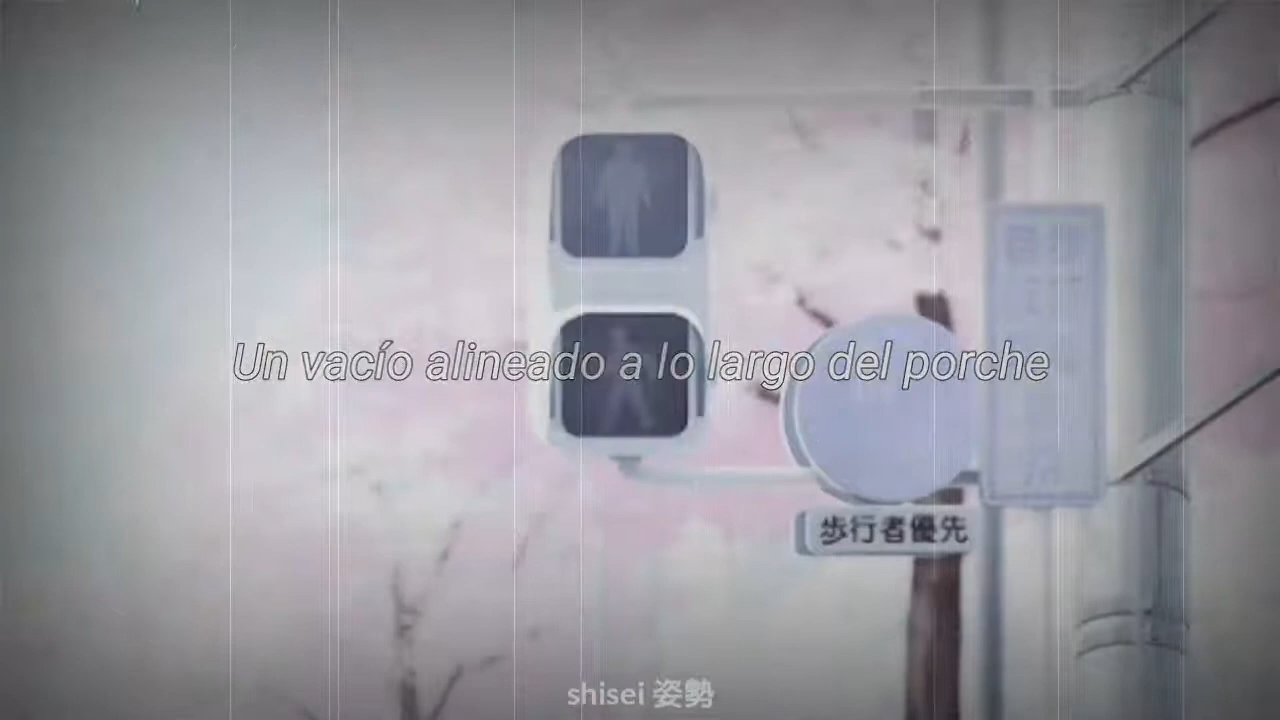 Un vacío alineado a lo largo del porche
歩行者優先
shisei 姿勢